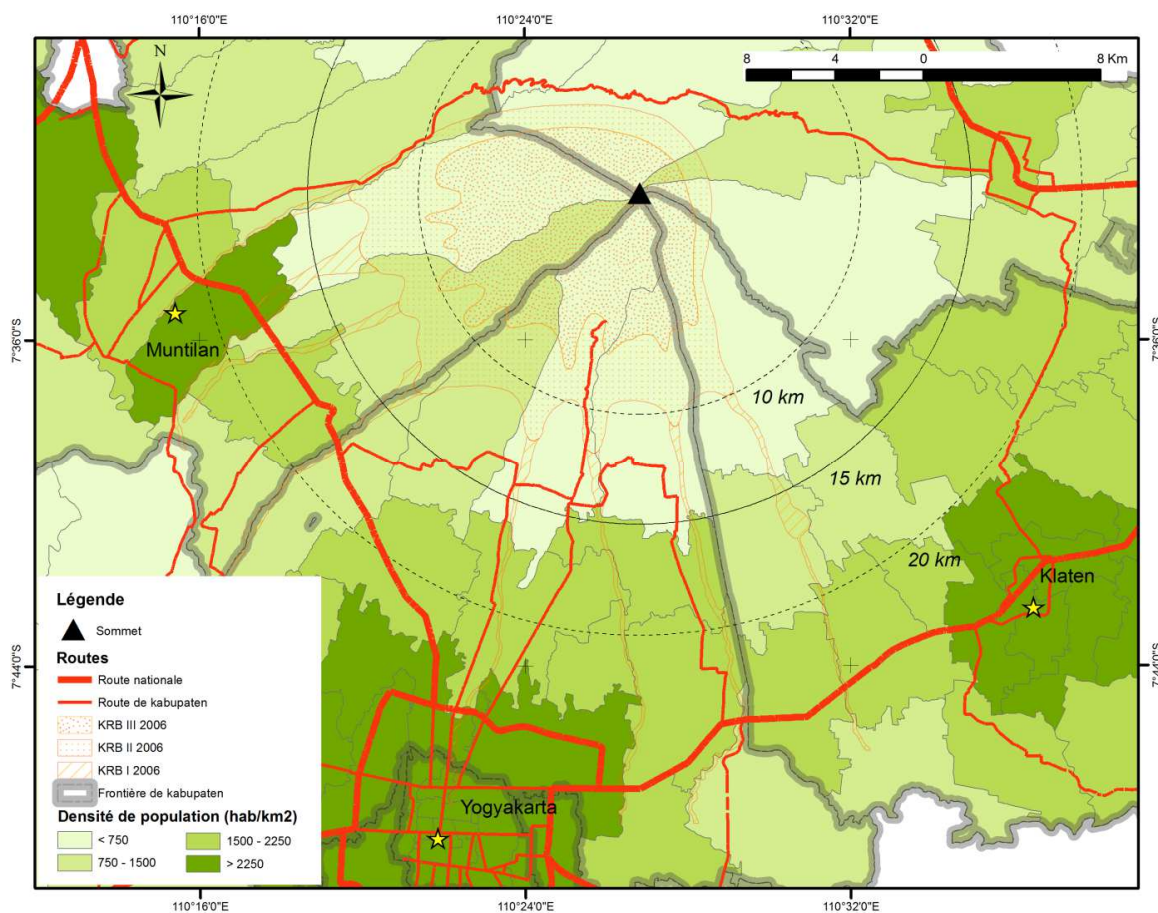 110°16'0"E 110°24'0"E 110°32'0"E
N
8 4 0 8 Km
7°36'0"S 7°36'0"S
Muntilan
10 km
15 km
20 km
Klaten
7°44'0"S 7°44'0"S
Yogyakarta
Légende
Sommet
Routes
Route nationale
Route de kabupaten
KRB III 2006
KRB II 2006
KRB I 2006
Frontière de kabupaten
Densité de population (hab/km2)
< 750 1500 - 2250
750 - 1500 > 2250
110°16'0"E 110°24'0"E 110°32'0"E